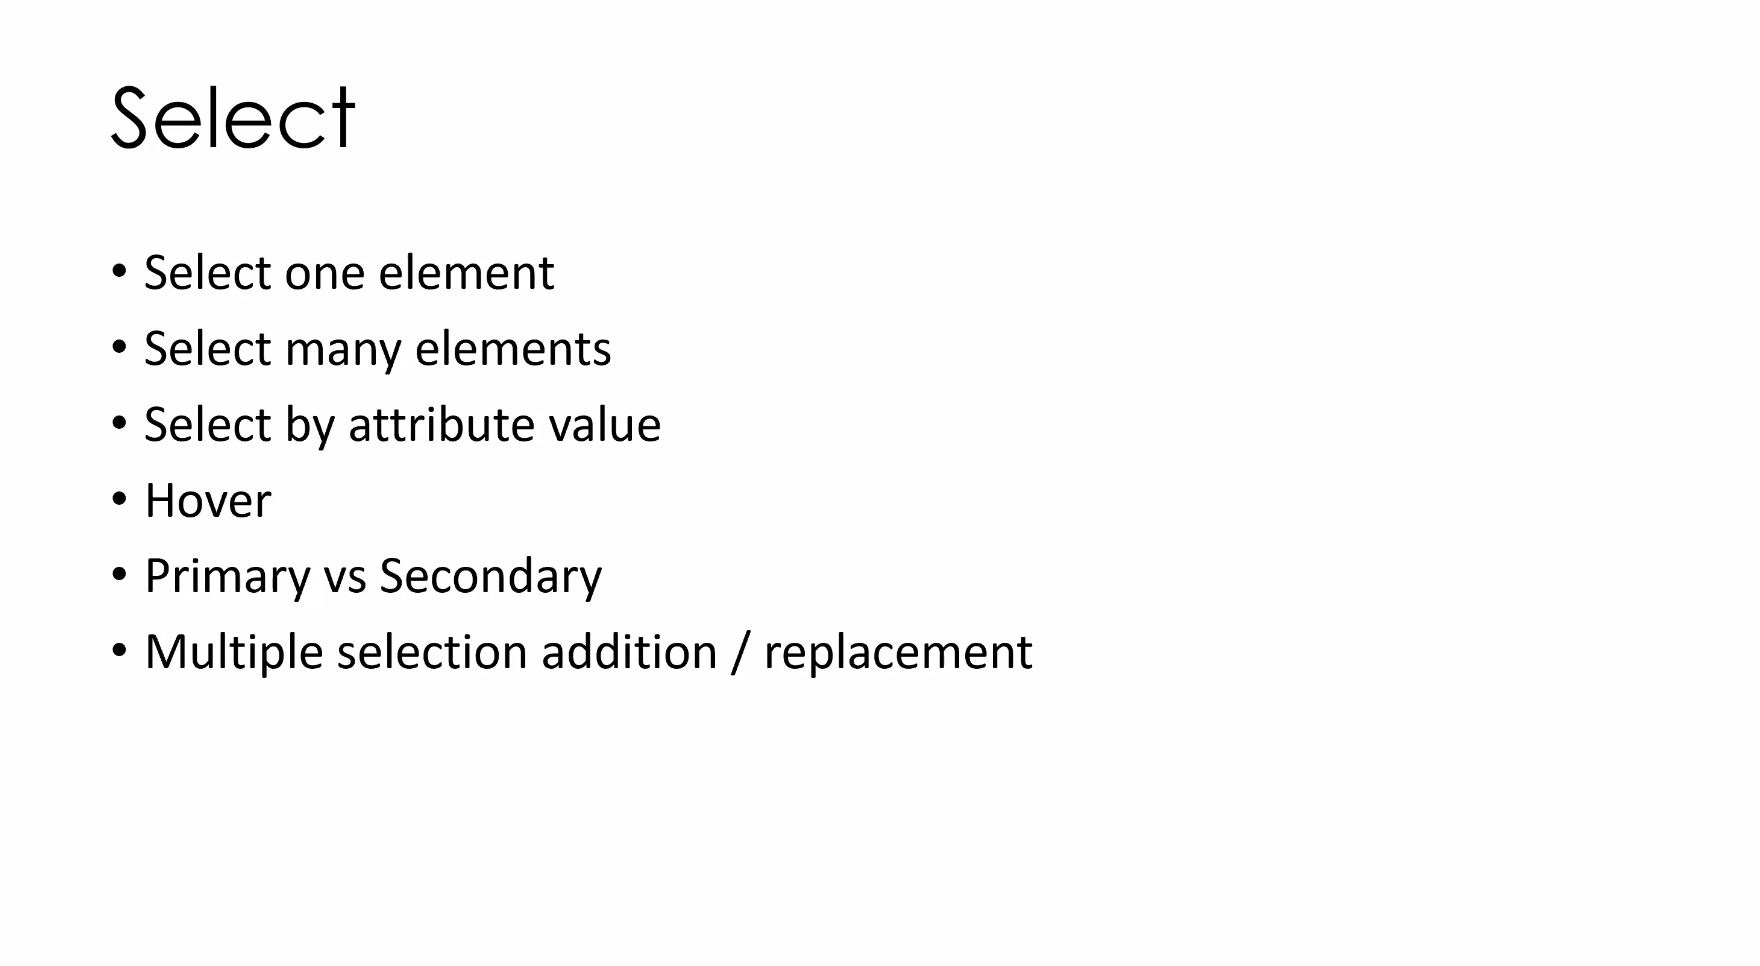 Select
• Select one element
• Select many elements
• Select by attribute value
• Hover
• Primary vs Secondary
• Multiple selection addition / replacement